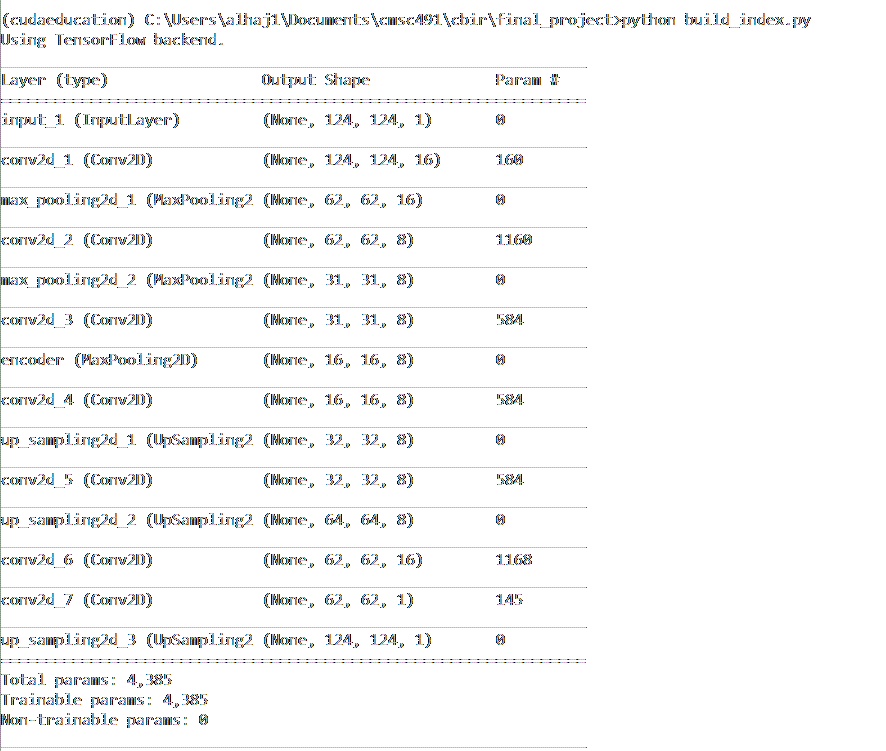 (cudaeducation) C:\Users\alhaj1\Documents\cmsc491\cbir\final_project>python build_index.py
Using TensorFlow backend.
Layer (type) Output Shape Param #
input_1 (InputLayer) (None, 124, 124, 1) 0
conv2d_1 (Conv2D) (None, 124, 124, 16) 160
max_pooling2d_1 (MaxPooling2 (None, 62, 62, 16) 0
conv2d_2 (Conv2D) (None, 62, 62, 8) 1160
max_pooling2d_2 (MaxPooling2 (None, 31, 31, 8) 0
conv2d_3 (Conv2D) (None, 31, 31, 8) 584
encoder (MaxPooling2D) (None, 16, 16, 8) 0
conv2d_4 (Conv2D) (None, 16, 16, 8) 584
up_sampling2d_1 (UpSampling2 (None, 32, 32, 8) 0
conv2d_5 (Conv2D) (None, 32, 32, 8) 584
up_sampling2d_2 (UpSampling2 (None, 64, 64, 8) 0
conv2d_6 (Conv2D) (None, 62, 62, 16) 1168
conv2d_7 (Conv2D) (None, 62, 62, 1) 145
up_sampling2d_3 (UpSampling2 (None, 124, 124, 1) 0
Total params: 4,385
Trainable params: 4,385
Non-trainable params: 0